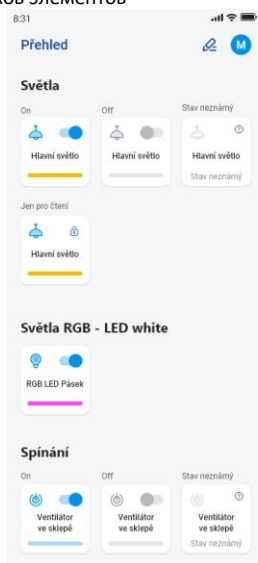 ков элементов
8:31
Přehled
M
Světla
On
Off
Stav neznámý
Hlavní světlo
Hlavní světlo
Hlavní světlo
Stav neznámý
Jen pro čtení
Hlavní světlo
Světla RGB - LED white
RGB LED Pásek
Spínání
On
Off
Stav neznámý
Ventilátor
ve sklepě
Ventilátor
ve sklepě
Ventilátor
ve sklepě
Stav neznámý